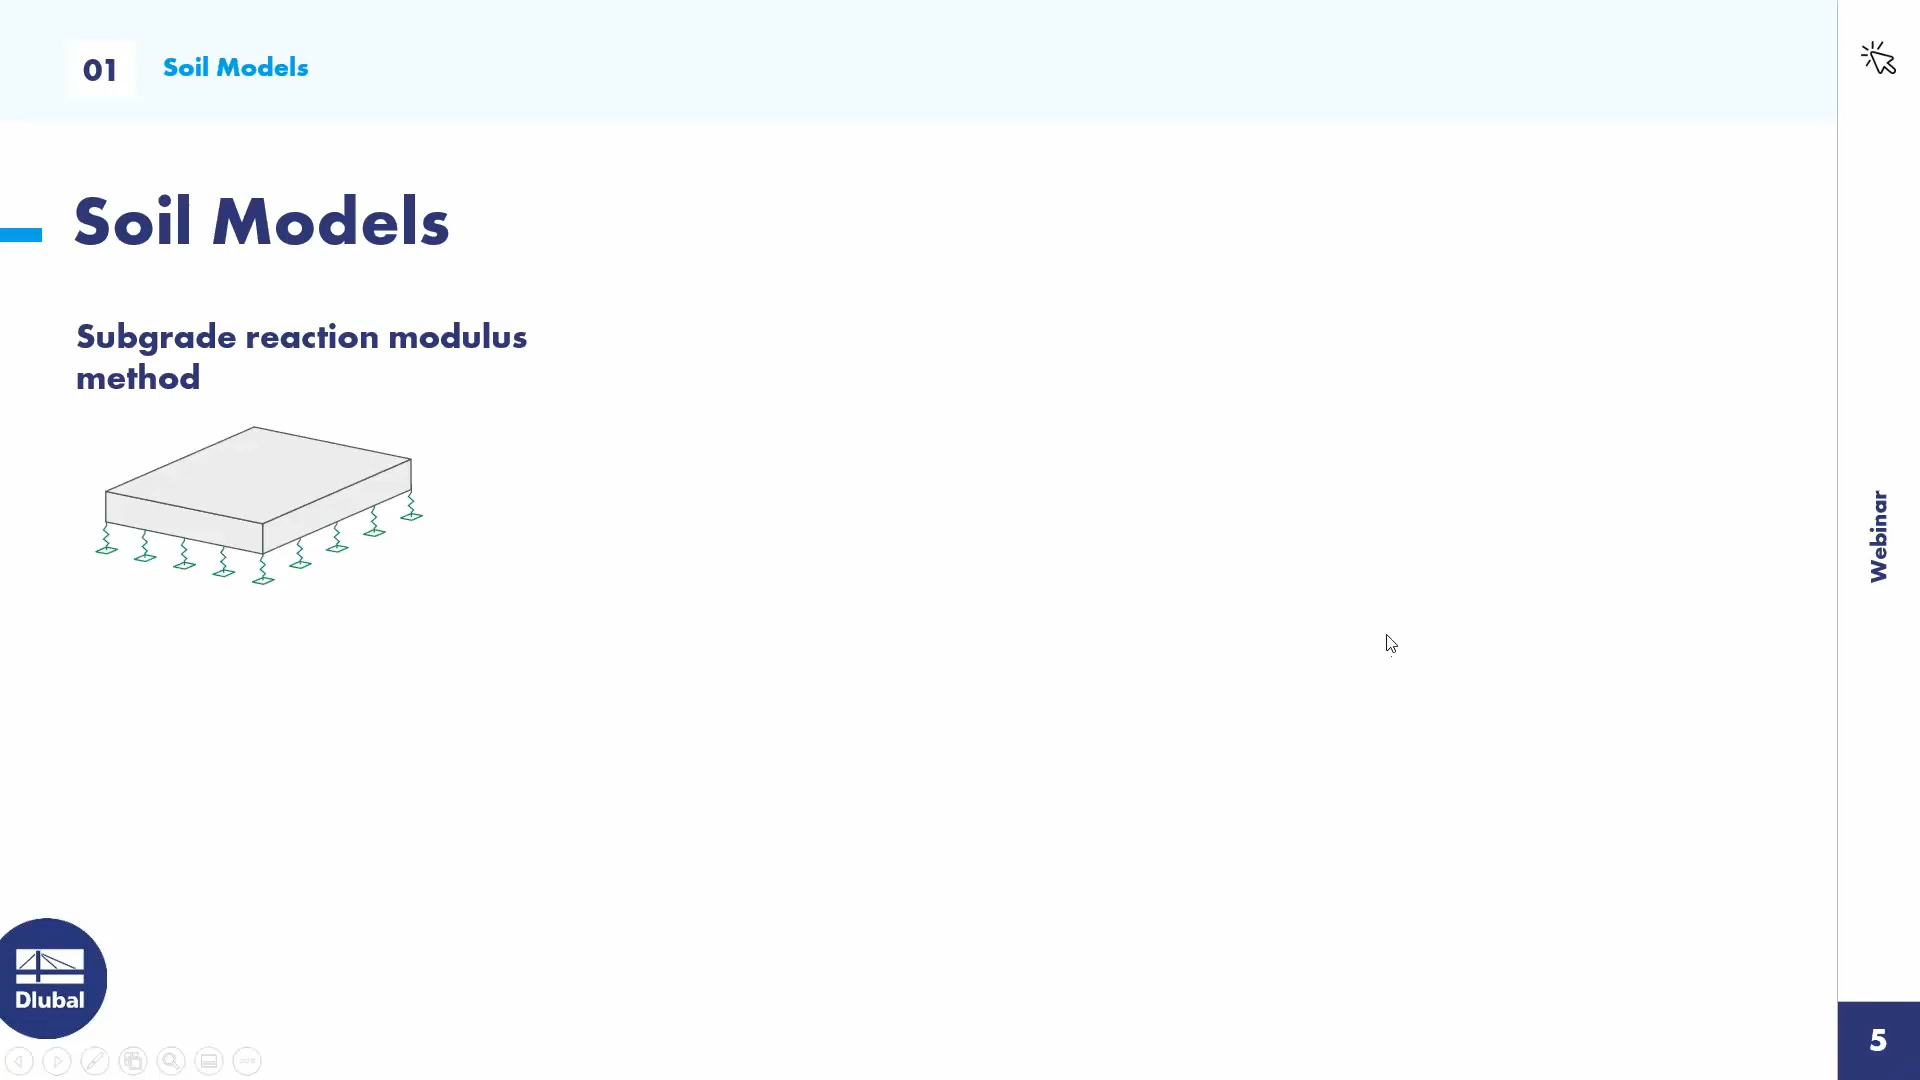 01 Soil Models
Soil Models
Subgrade reaction modulus
method
Webinar
Dlubal
5